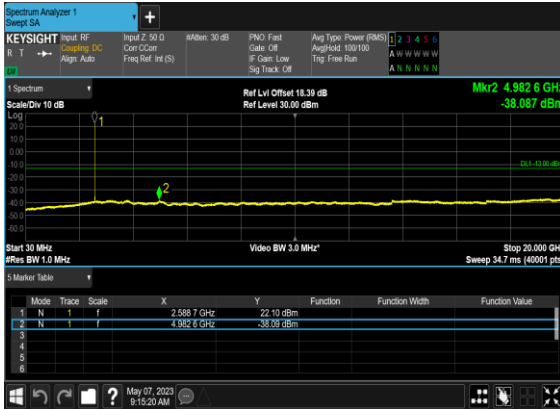 Spectrum Analyzer 1
Swept SA
+
KEYSIGHT Input: RF Input Z: 50 Ω #Atten: 30 dB PNO: Fast Avg Type: Power (RMS) 1 2 3 4 5 6
R T Coupling: DC Corr CCorr Gate: Off Avg|Hold: 100/100 A W W W W W
Align: Auto Freq Ref: Int (S) IF Gain: Low Trig: Free Run
Sig Track: Off A N N N N N
1 Spectrum
Ref Lvl Offset 18.39 dB Mkr2 4.982 6 GHz
Scale/Div 10 dB Ref Level 30.00 dBm -38.087 dBm
Log
1
20.0
10.0
0.00
-10.0
DL1 -13.00 dBm
-20.0
-30.0
2
-40.0
-50.0
-60.0
Start 30 MHz Video BW 3.0 MHz* Stop 20.000 GHz
#Res BW 1.0 MHz Sweep 34.7 ms (40001 pts)
5 Marker Table
Mode Trace Scale X Y Function Function Width Function Value
1 N 1 f 2.588 7 GHz 22.10 dBm
2 N 1 f 4.982 6 GHz -38.09 dBm
3
4
5
6
? May 07, 2023
9:15:20 AM